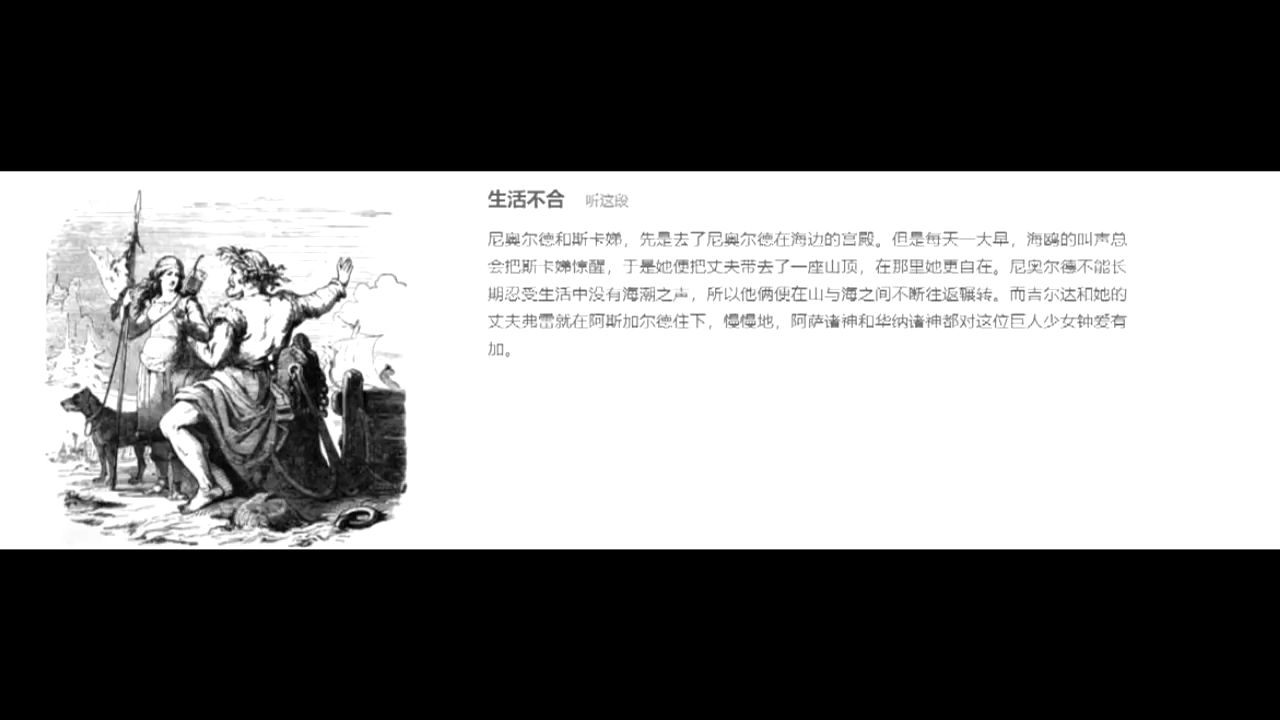 生活不合 听这段
尼奥尔德和斯卡娣，先是去了尼奥尔德在海边的宫殿。但是每天一大早，海鸥的叫声总
会把斯卡娣惊醒，于是她便把丈夫带去了一座山顶，在那里她更自在。尼奥尔德不能长
期忍受生活中没有海潮之声，所以他俩便在山与海之间不断往返辗转。而吉尔达和她的
丈夫弗雷就在阿斯加尔德住下，慢慢地，阿萨诸神和华纳诸神都对这位巨人少女钟爱有
加。